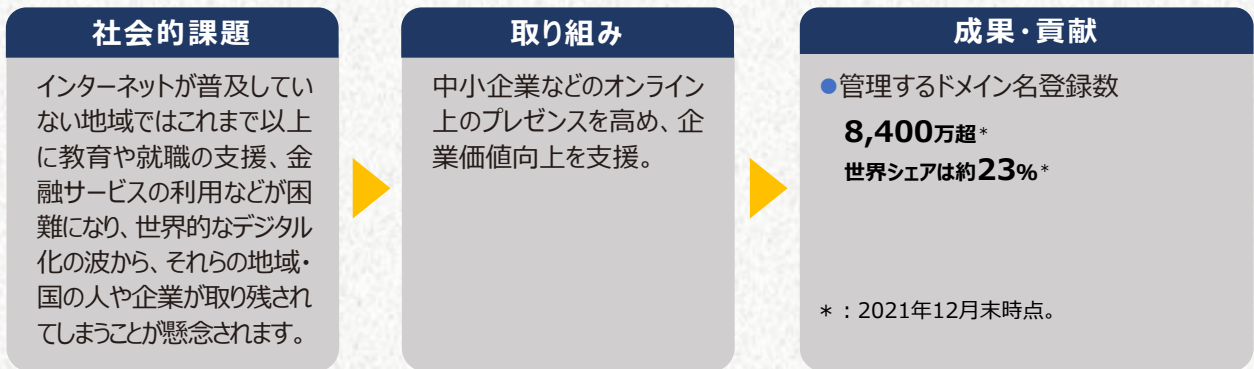 社会的課題
インターネットが普及してい
ない地域ではこれまで以上
に教育や就職の支援、金
融サービスの利用などが困
難になり、世界的なデジタル
化の波から、それらの地域・
国の人や企業が取り残され
てしまうことが懸念されます。
取り組み
中小企業などのオンライン
上のプレゼンスを高め、企
業価値向上を支援。
成果・貢献
●管理するドメイン名登録数
8,400万超*
世界シェアは約23%*
*：2021年12月末時点。